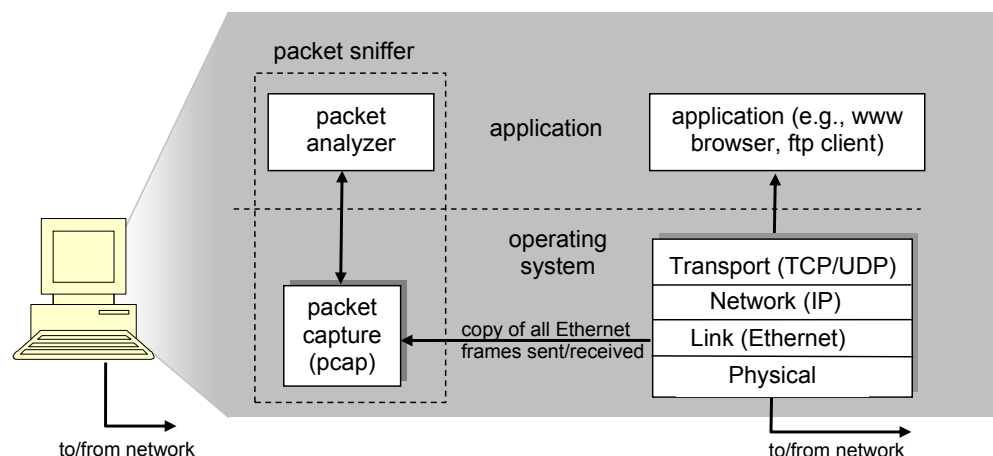 packet sniffer
packet
analyzer
application
application (e.g., www
browser, ftp client)
operating
system
packet
capture
(pcap)
copy of all Ethernet
frames sent/received
Transport (TCP/UDP)
Network (IP)
Link (Ethernet)
Physical
to/from network
to/from network